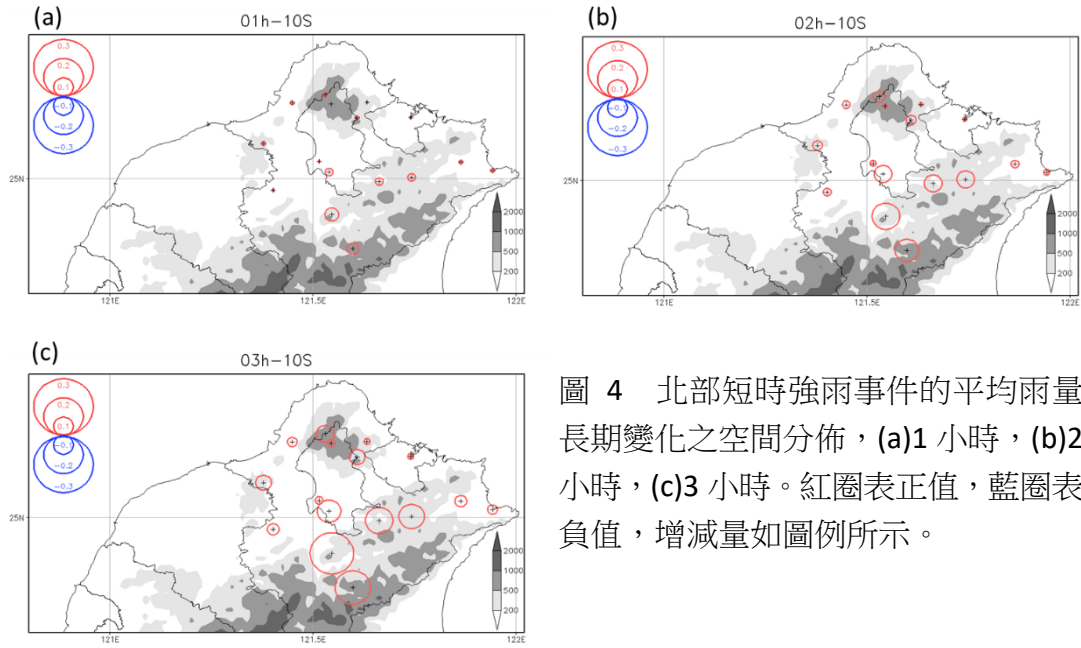 (a)
01h-10S
0.3
0.2
0.1
-0.1
-0.2
-0.3
25N
2000
1000
500
200
121E
121.5E
122E
(b)
02h-10S
0.3
0.2
0.1
-0.1
-0.2
-0.3
25N
2000
1000
500
200
121E
121.5E
122E
(c)
03h-10S
0.3
0.2
0.1
-0.1
-0.2
-0.3
25N
2000
1000
500
200
121E
121.5E
122E
圖 4 北部短時強雨事件的平均雨量
長期變化之空間分佈，(a)1 小時，(b)2
小時，(c)3 小時。紅圈表正值，藍圈表
負值，增減量如圖例所示。